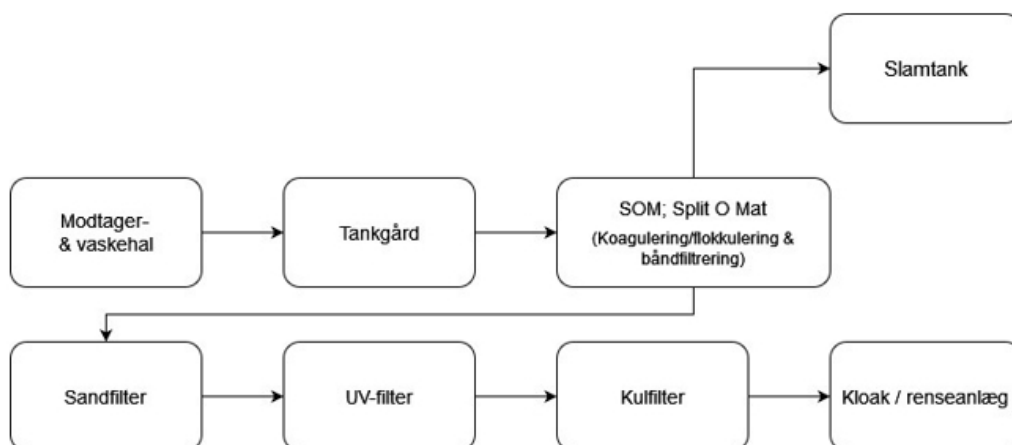 Slamtank
Modtager-
& vaskehal
Tankgård
SOM; Split O Mat
(Koagulering/flokkulering &
båndfiltrering)
Sandfilter
UV-filter
Kulfilter
Kloak / renseanlæg